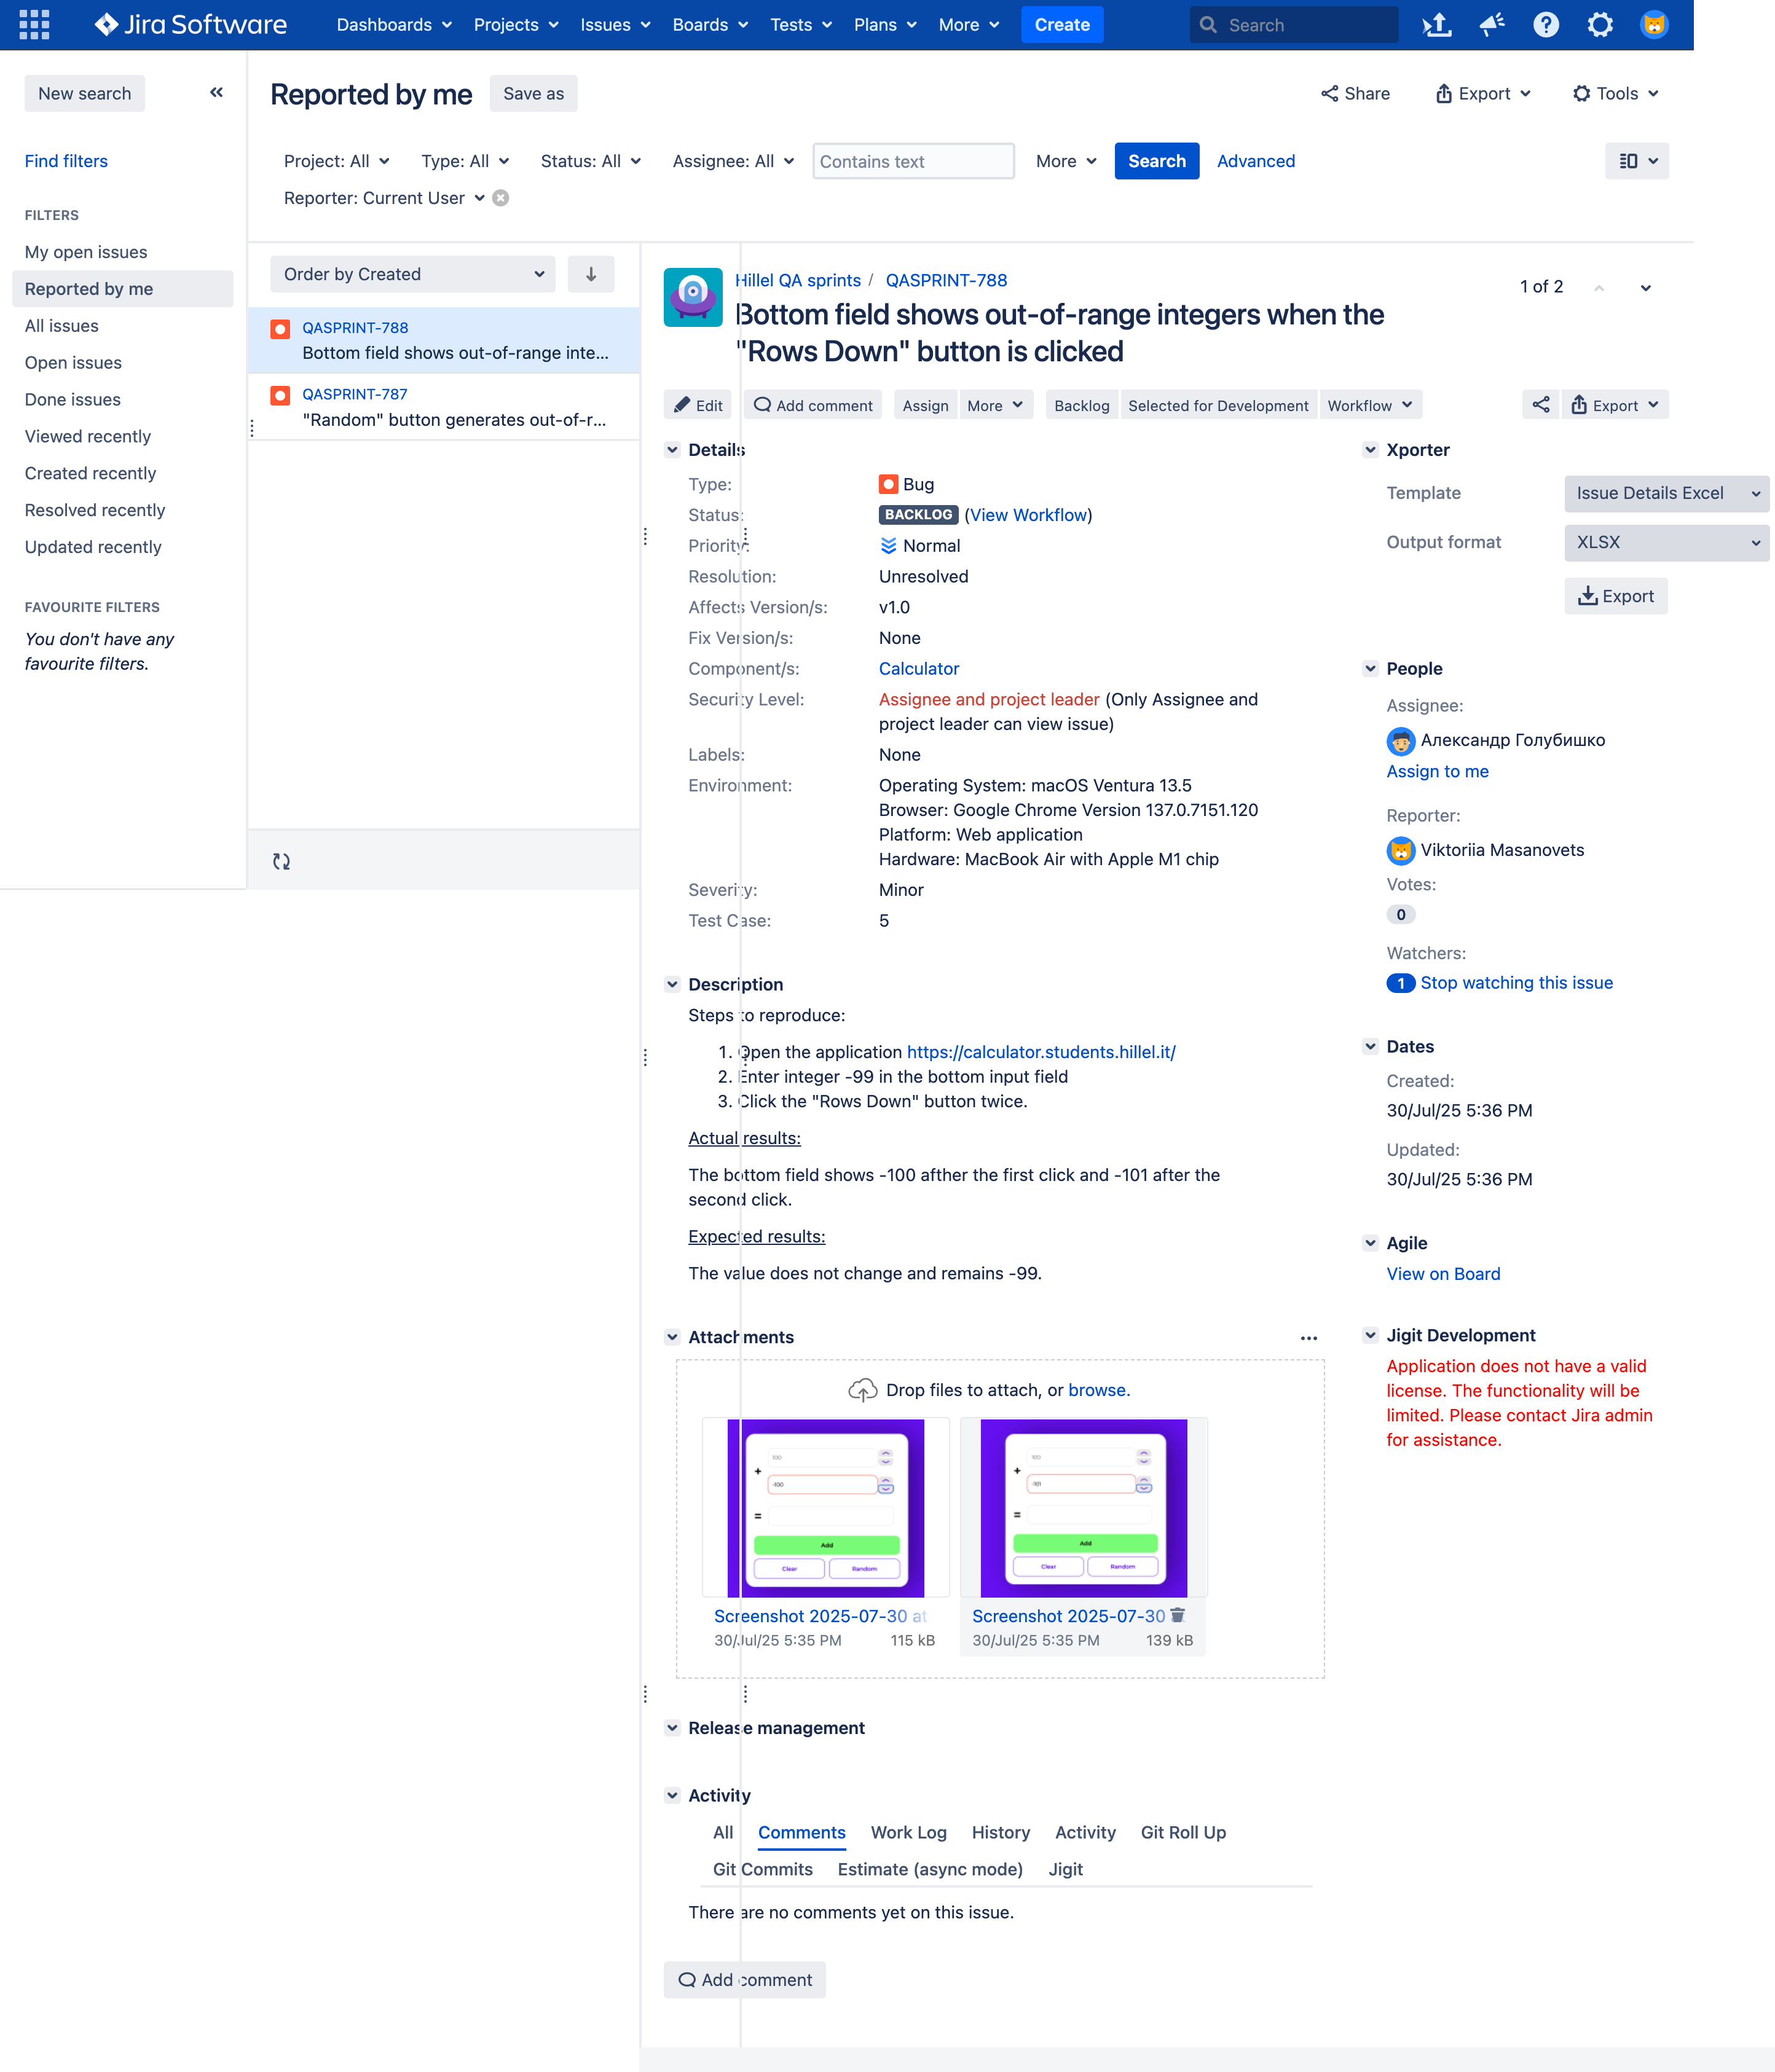 Jira Software
Dashboards Projects Issues Boards Tests Plans More Create Search
New search
Find filters
FILTERS
My open issues
Reported by me
All issues
Open issues
Done issues
Viewed recently
Created recently
Resolved recently
Updated recently
FAVOURITE FILTERS
You don't have any
favourite filters.
Reported by me Save as
Share Export Tools
Project: All Type: All Status: All Assignee: All Contains text More Search Advanced
Reporter: Current User
Order by Created
QASPRINT-788
Bottom field shows out-of-range inte...
QASPRINT-787
"Random" button generates out-of-r...
Hillel QA sprints / QASPRINT-788
1 of 2
Bottom field shows out-of-range integers when the
"Rows Down" button is clicked
Edit Add comment Assign More Backlog Selected for Development Workflow Export
Details
Type: Bug
Status: BACKLOG (View Workflow)
Priority: Normal
Resolution: Unresolved
Affects Version/s: v1.0
Fix Version/s: None
Component/s: Calculator
Security Level: Assignee and project leader (Only Assignee and
project leader can view issue)
Labels: None
Environment: Operating System: macOS Ventura 13.5
Browser: Google Chrome Version 137.0.7151.120
Platform: Web application
Hardware: MacBook Air with Apple M1 chip
Severity: Minor
Test Case: 5
Description
Steps to reproduce:
1. Open the application https://calculator.students.hillel.it/
2. Enter integer -99 in the bottom input field
3. Click the "Rows Down" button twice.
Actual results:
The bottom field shows -100 afther the first click and -101 after the
second click.
Expected results:
The value does not change and remains -99.
Attachments
Drop files to attach, or browse.
100
+
-100
=
Add
Clear Random
Screenshot 2025-07-30 at
30/Jul/25 5:35 PM 115 kB
100
+
-101
=
Add
Clear Random
Screenshot 2025-07-30
30/Jul/25 5:35 PM 139 kB
Release management
Activity
All Comments Work Log History Activity Git Roll Up
Git Commits Estimate (async mode) Jigit
There are no comments yet on this issue.
Add comment
Xporter
Template Issue Details Excel
Output format XLSX
Export
People
Assignee:
Александр Голубишко
Assign to me
Reporter:
Viktoriia Masanovets
Votes:
0
Watchers:
1 Stop watching this issue
Dates
Created:
30/Jul/25 5:36 PM
Updated:
30/Jul/25 5:36 PM
Agile
View on Board
Jigit Development
Application does not have a valid
license. The functionality will be
limited. Please contact Jira admin
for assistance.